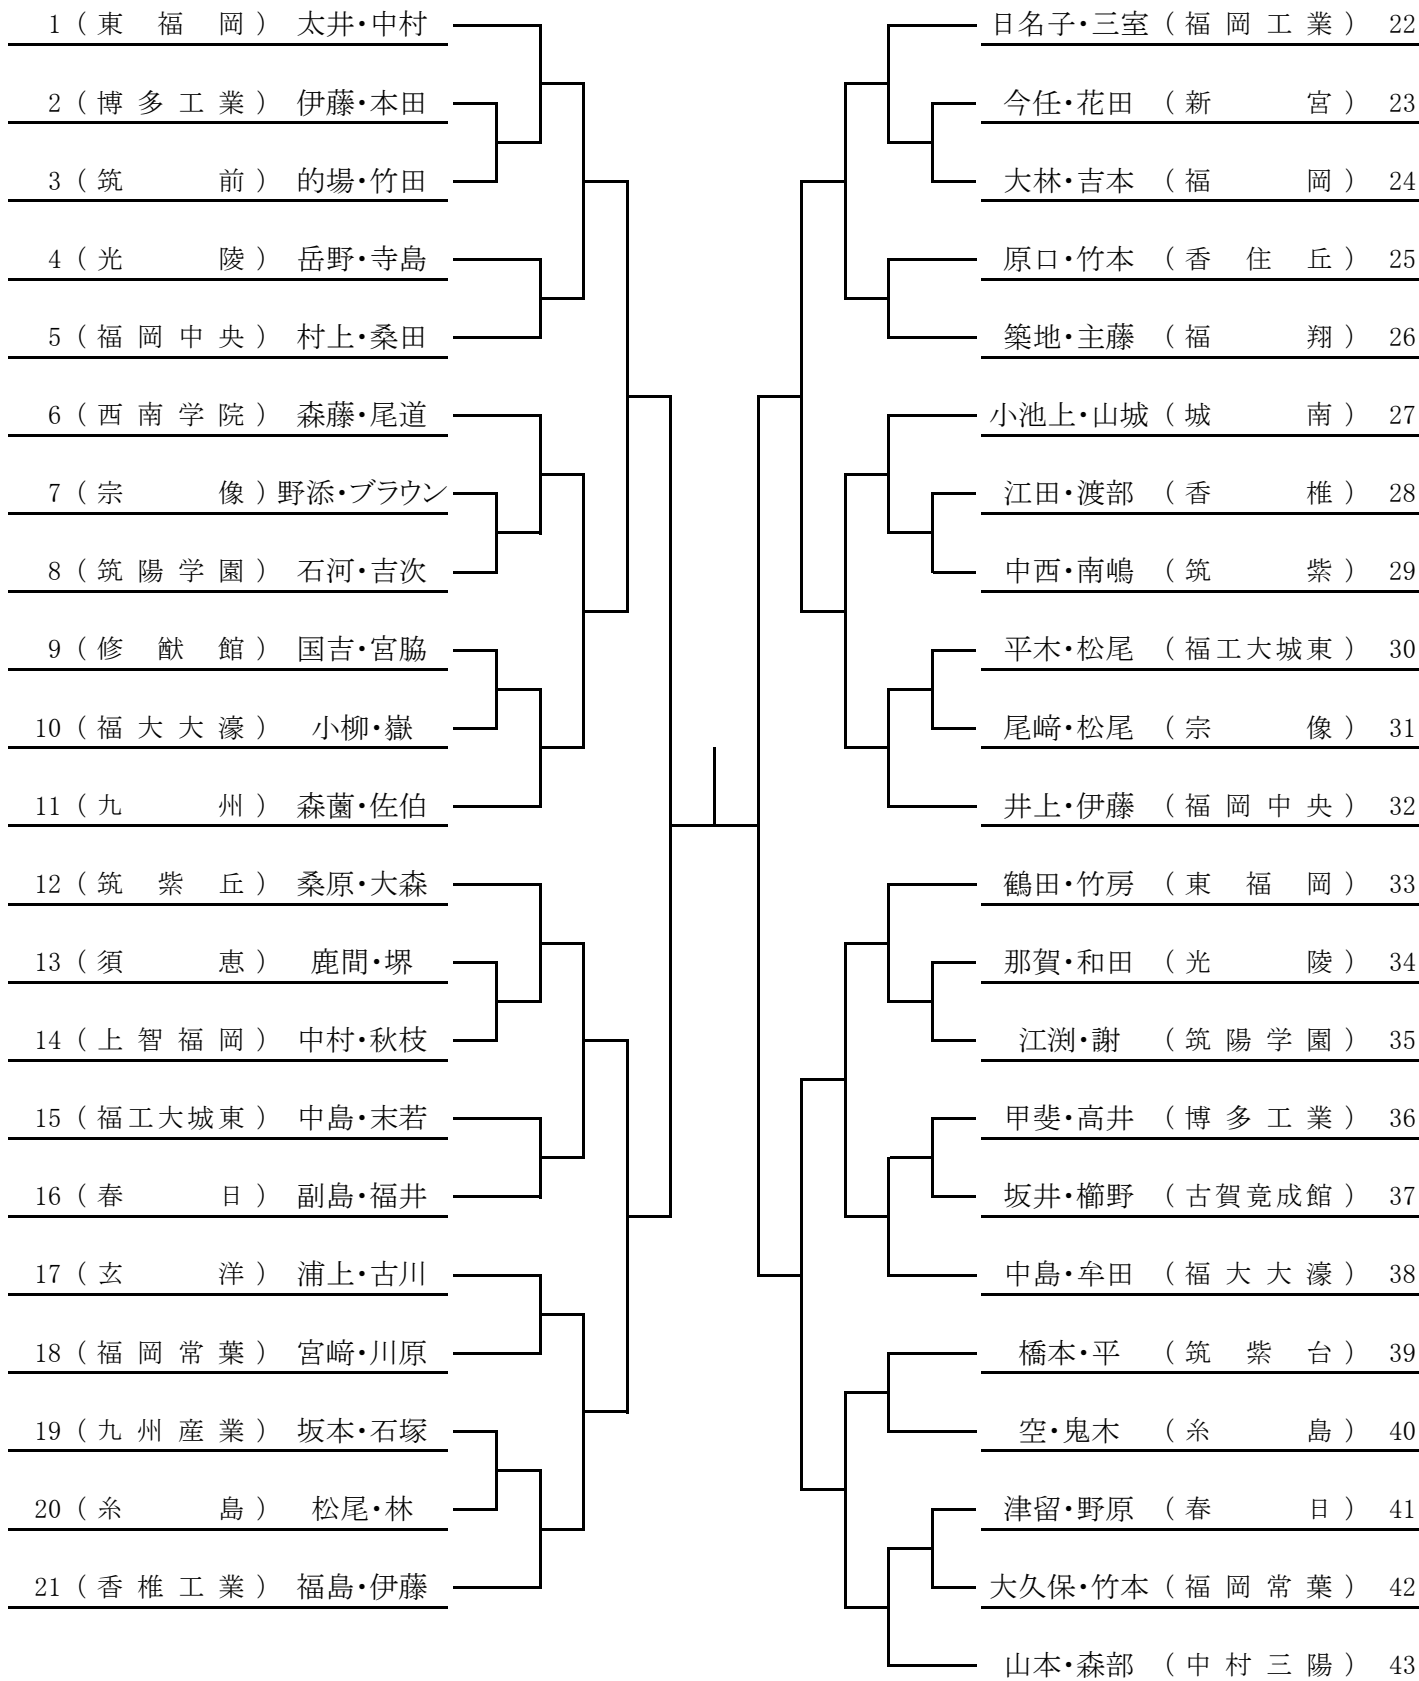 1 （ 東 福 岡 ） 太井・中村
2 （ 博 多 工 業 ） 伊藤・本田
3 （ 筑 前 ） 的場・竹田
4 （ 光 陵 ） 岳野・寺島
5 （ 福 岡 中 央 ） 村上・桑田
6 （ 西 南 学 院 ） 森藤・尾道
7 （ 宗 像 ） 野添・ブラウン
8 （ 筑 陽 学 園 ） 石河・吉次
9 （ 修 猷 館 ） 国吉・宮脇
10 （ 福 大 大 濠 ） 小柳・嶽
11 （ 九 州 ） 森薗・佐伯
12 （ 筑 紫 丘 ） 桑原・大森
13 （ 須 恵 ） 鹿間・堺
14 （ 上 智 福 岡 ） 中村・秋枝
15 （ 福工大城東 ） 中島・末若
16 （ 春 日 ） 副島・福井
17 （ 玄 洋 ） 浦上・古川
18 （ 福 岡 常 葉 ） 宮﨑・川原
19 （ 九 州 産 業 ） 坂本・石塚
20 （ 糸 島 ） 松尾・林
21 （ 香 椎 工 業 ） 福島・伊藤
日名子・三室 （ 福 岡 工 業 ） 22
今任・花田 （ 新 宮 ） 23
大林・吉本 （ 福 岡 ） 24
原口・竹本 （ 香 住 丘 ） 25
築地・主藤 （ 福 翔 ） 26
小池上・山城 （ 城 南 ） 27
江田・渡部 （ 香 椎 ） 28
中西・南嶋 （ 筑 紫 ） 29
平木・松尾 （ 福工大城東 ） 30
尾﨑・松尾 （ 宗 像 ） 31
井上・伊藤 （ 福 岡 中 央 ） 32
鶴田・竹房 （ 東 福 岡 ） 33
那賀・和田 （ 光 陵 ） 34
江渕・謝 （ 筑 陽 学 園 ） 35
甲斐・高井 （ 博 多 工 業 ） 36
坂井・櫛野 （ 古賀竟成館 ） 37
中島・牟田 （ 福 大 大 濠 ） 38
橋本・平 （ 筑 紫 台 ） 39
空・鬼木 （ 糸 島 ） 40
津留・野原 （ 春 日 ） 41
大久保・竹本 （ 福 岡 常 葉 ） 42
山本・森部 （ 中 村 三 陽 ） 43